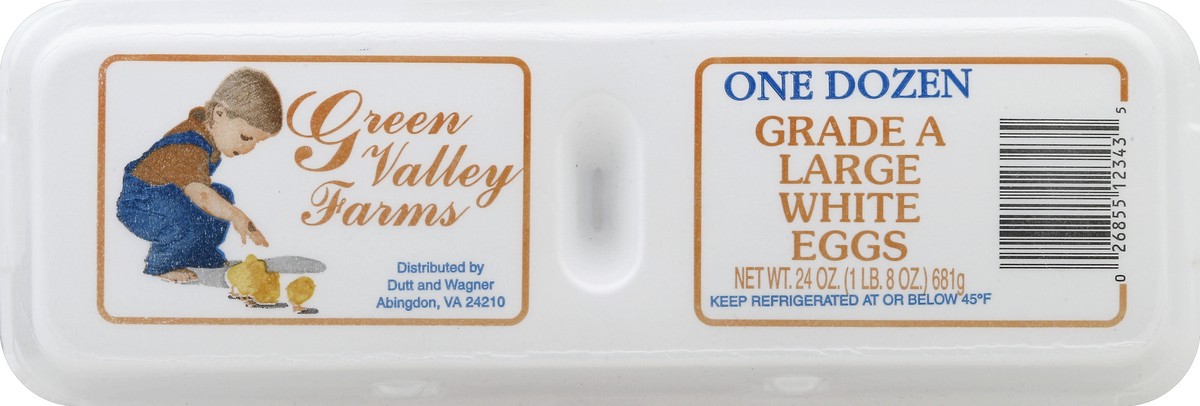 Green
Valley
Farms
Distributed by
Dutt and Wagner
Abingdon, VA 24210
ONE DOZEN
GRADE A
LARGE
WHITE
EGGS
NET WT. 24 OZ. (1 LB. 8 OZ.) 681g
KEEP REFRIGERATED AT OR BELOW 45°F
0 26855 12343 5